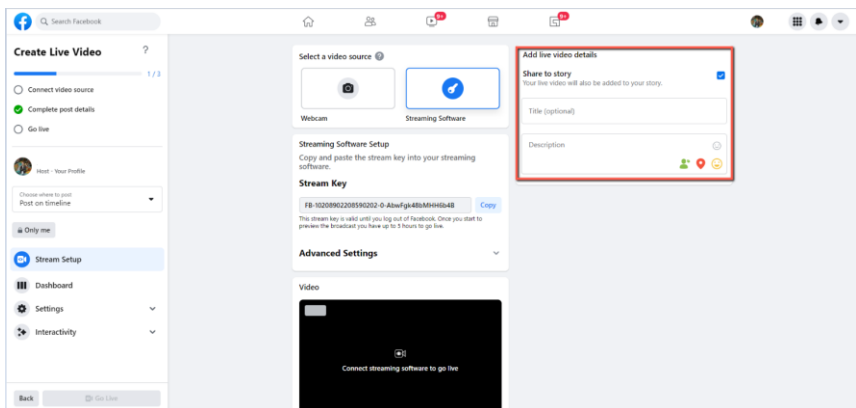 Search Facebook
9+
9+
Create Live Video
?
1 / 3
Connect video source
Complete post details
Go live
Host - Your Profile
Choose where to post
Post on timeline
Only me
Stream Setup
Dashboard
Settings
Interactivity
Back
Go Live
Select a video source
Webcam
Streaming Software
Streaming Software Setup
Copy and paste the stream key into your streaming
software.
Stream Key
FB-10208902208590202-0-AbwFgk48bMHH6b48
Copy
This stream key is valid until you log out of Facebook. Once you start to
preview the broadcast you have up to 5 hours to go live.
Advanced Settings
Video
Connect streaming software to go live
Add live video details
Share to story
Your live video will also be added to your story.
Title (optional)
Description